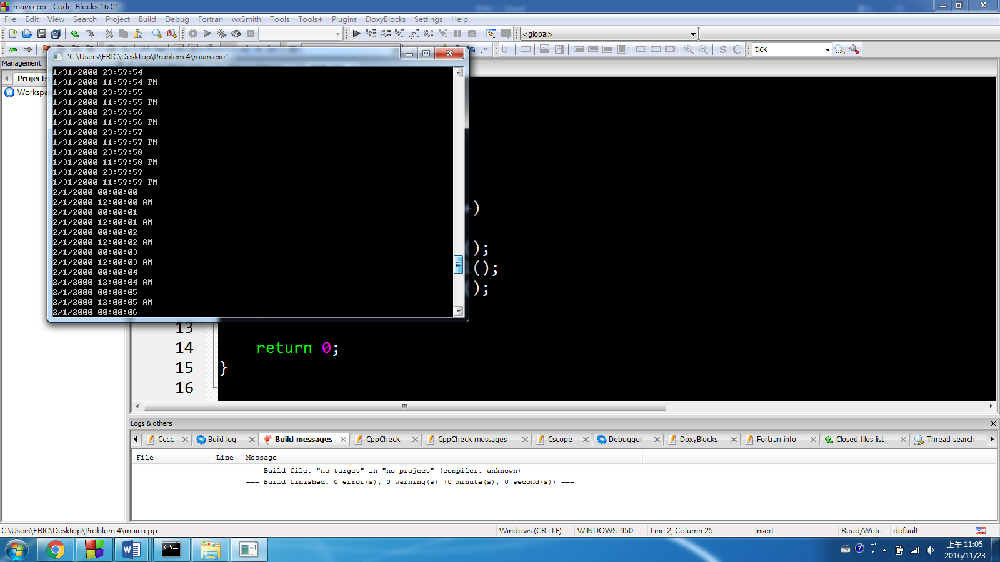 main.cpp - Code::Blocks 16.01
File Edit View Search Project Build Debug Fortran wxSmith Tools Tools+ Plugins DoxyBlocks Settings Help
<global>
tick
Management
Projects
Workspa
"C:\Users\ERIC\Desktop\Problem 4\main.exe"
1/31/2000 23:59:54
1/31/2000 11:59:54 PM
1/31/2000 23:59:55
1/31/2000 11:59:55 PM
1/31/2000 23:59:56
1/31/2000 11:59:56 PM
1/31/2000 23:59:57
1/31/2000 11:59:57 PM
1/31/2000 23:59:58
1/31/2000 11:59:58 PM
1/31/2000 23:59:59
1/31/2000 11:59:59 PM
2/1/2000 00:00:00
2/1/2000 12:00:00 AM
2/1/2000 00:00:01
2/1/2000 12:00:01 AM
2/1/2000 00:00:02
2/1/2000 12:00:02 AM
2/1/2000 00:00:03
2/1/2000 12:00:03 AM
2/1/2000 00:00:04
2/1/2000 12:00:04 AM
2/1/2000 00:00:05
2/1/2000 12:00:05 AM
2/1/2000 00:00:06
)
);
();
);
13
14 return 0;
15 }
16
Logs & others
Cccc Build log Build messages CppCheck CppCheck messages Cscope Debugger DoxyBlocks Fortran info Closed files list Thread search
File Line Message
=== Build file: "no target" in "no project" (compiler: unknown) ===
=== Build finished: 0 error(s), 0 warning(s) (0 minute(s), 0 second(s)) ===
C:\Users\ERIC\Desktop\Problem 4\main.cpp Windows (CR+LF) WINDOWS-950 Line 2, Column 25 Insert Read/Write default
上午 11:05
2016/11/23